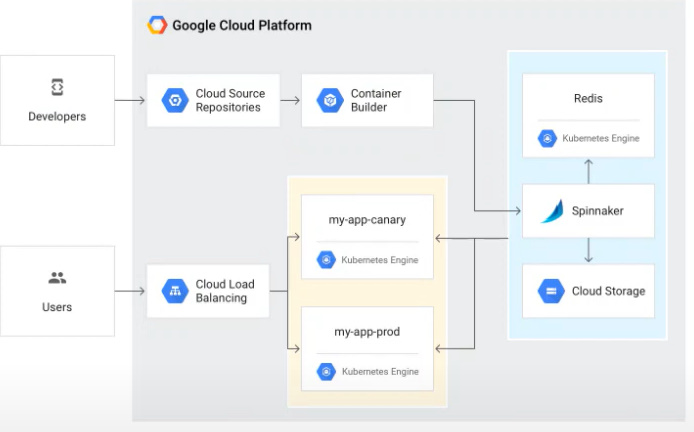 Google Cloud Platform
Developers
Cloud Source
Repositories
Container
Builder
Redis
Kubernetes Engine
Spinnaker
Cloud Storage
my-app-canary
Kubernetes Engine
Users
Cloud Load
Balancing
my-app-prod
Kubernetes Engine